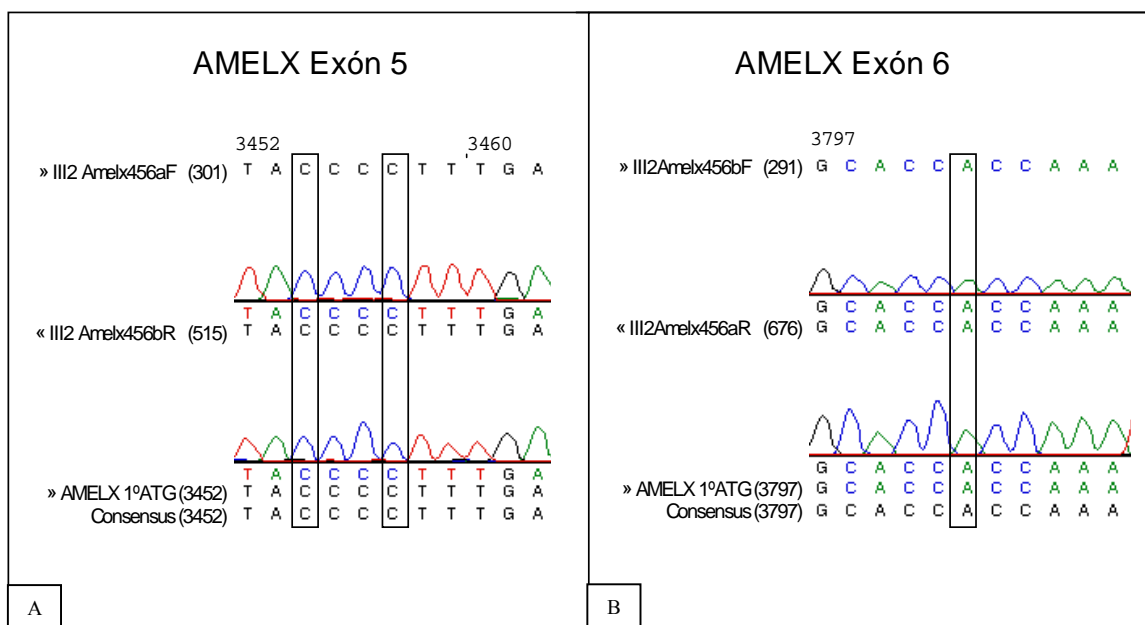 AMELX Exón 5
3452 3460
» III2 Amelx456aF (301) T A C C C C T T T G A
T A C C C C T T T G A
« III2 Amelx456bR (515) T A C C C C T T T G A
T A C C C C T T T G A
» AMELX 1ºATG (3452) T A C C C C T T T G A
Consensus (3452) T A C C C C T T T G A
A
AMELX Exón 6
3797
» III2Amelx456bF (291) G C A C C A C C A A A
G C A C C A C C A A A
« III2Amelx456aR (676) G C A C C A C C A A A
G C A C C A C C A A A
» AMELX 1ºATG (3797) G C A C C A C C A A A
Consensus (3797) G C A C C A C C A A A
B